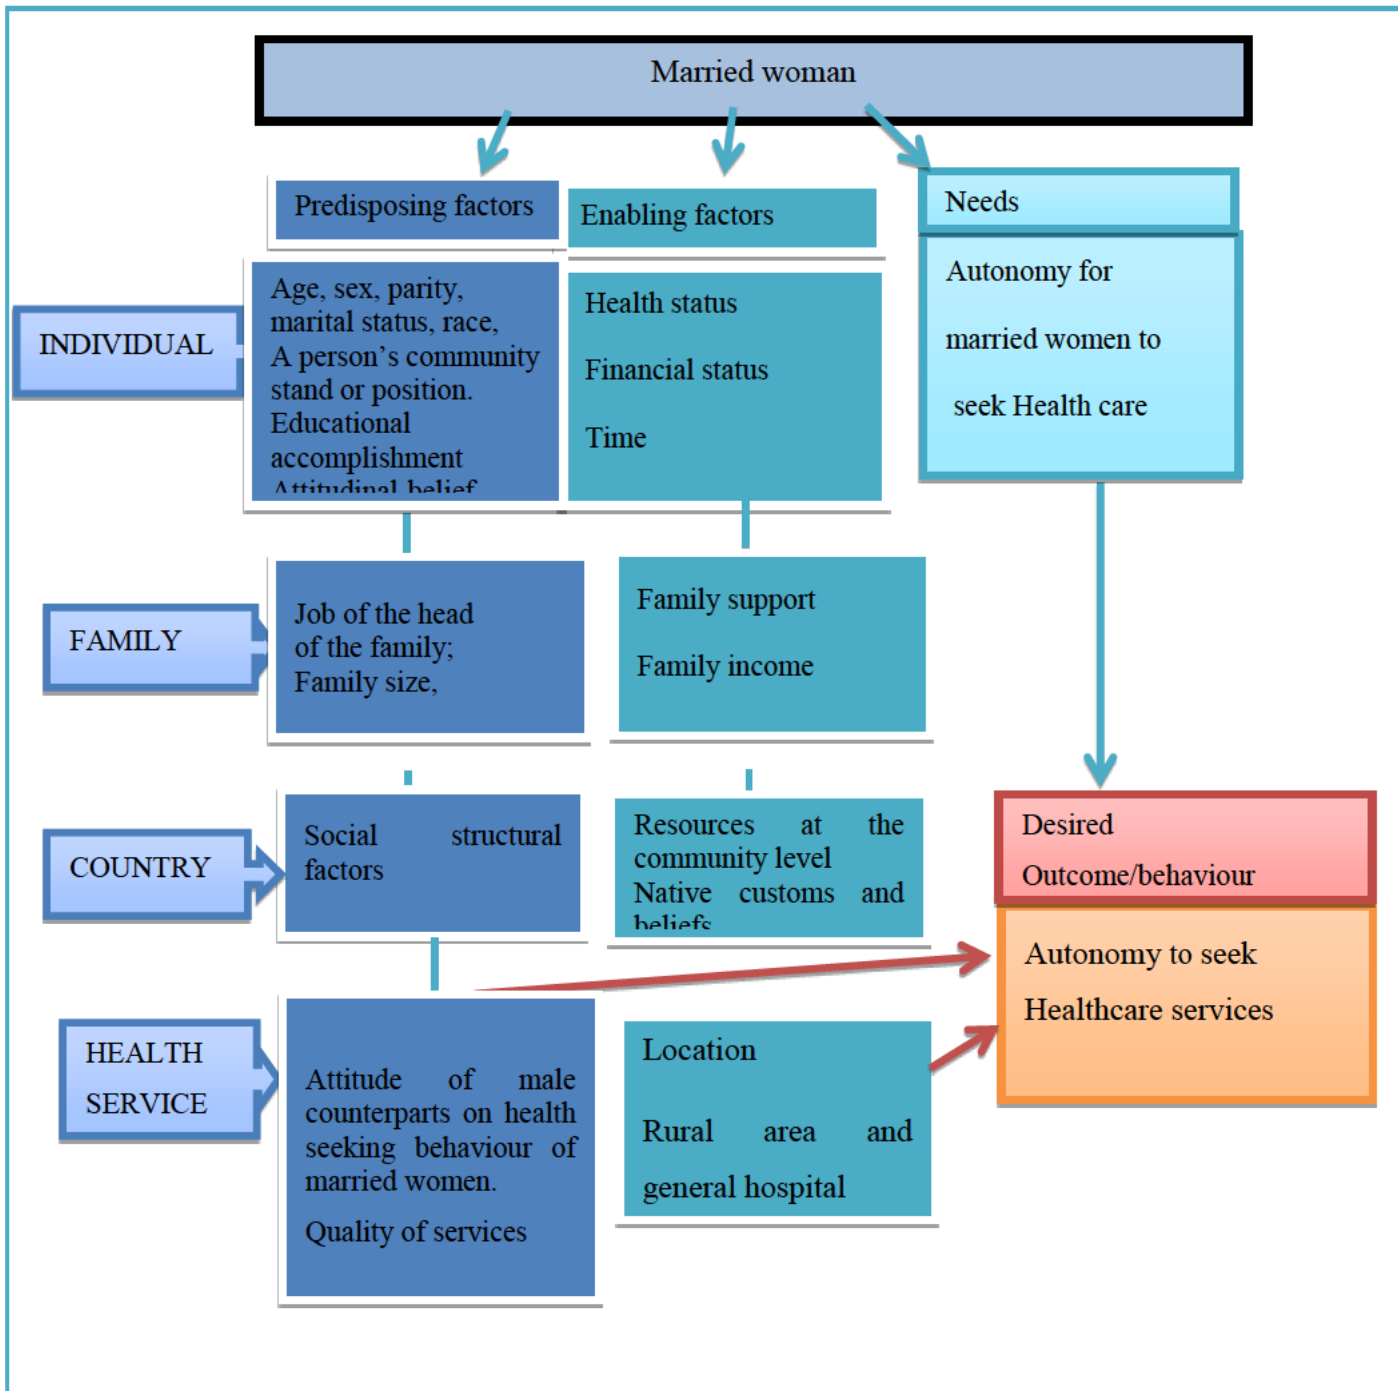 Married woman
Predisposing factors
Enabling factors
Needs
INDIVIDUAL
Age, sex, parity,
marital status, race,
A person’s community
stand or position.
Educational
accomplishment
Attitudinal belief
Health status
Financial status
Time
Autonomy for
married women to
seek Health care
FAMILY
Job of the head
of the family;
Family size,
Family support
Family income
COUNTRY
Social structural
factors
Resources at the
community level
Native customs and
beliefs
Desired
Outcome/behaviour
Autonomy to seek
Healthcare services
HEALTH
SERVICE
Attitude of male
counterparts on health
seeking behaviour of
married women.
Quality of services
Location
Rural area and
general hospital